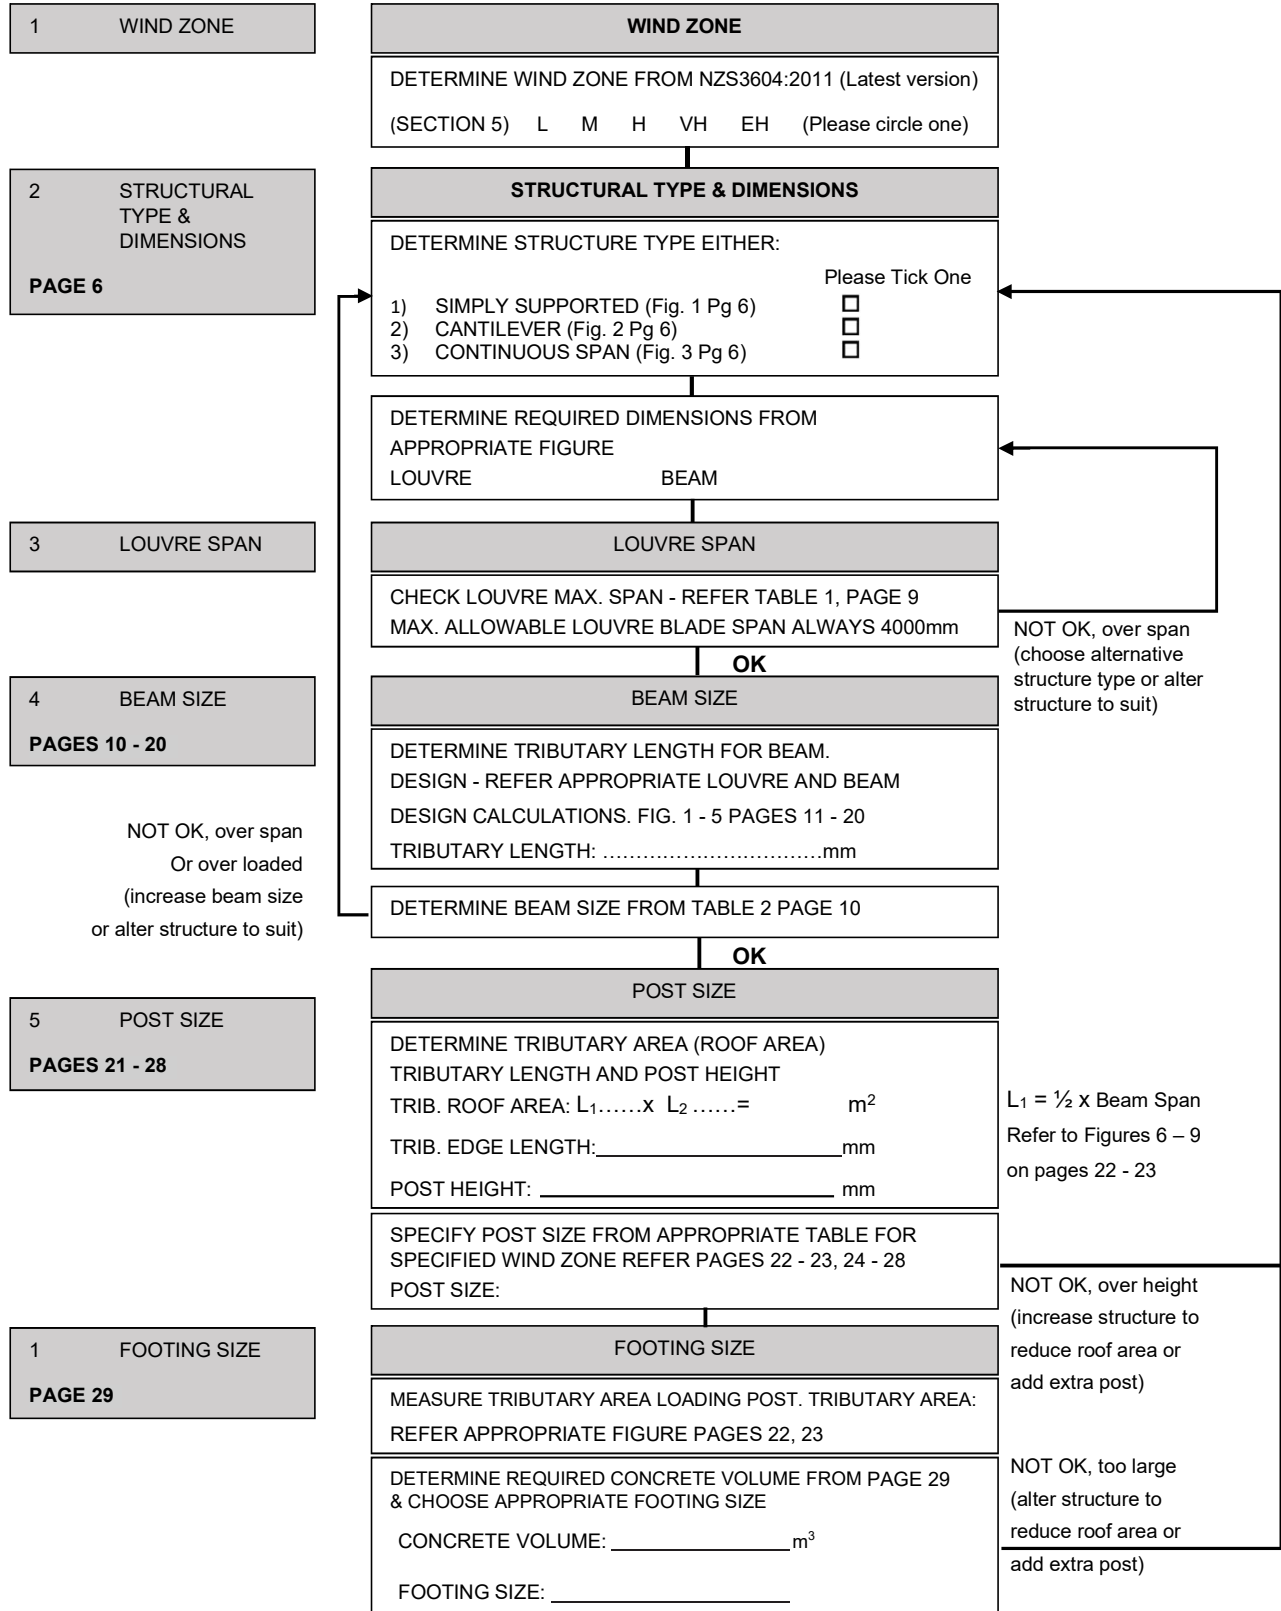 1 WIND ZONE
WIND ZONE
DETERMINE WIND ZONE FROM NZS3604:2011 (Latest version)
(SECTION 5) L M H VH EH (Please circle one)
2 STRUCTURAL
TYPE &
DIMENSIONS
PAGE 6
STRUCTURAL TYPE & DIMENSIONS
DETERMINE STRUCTURE TYPE EITHER:
Please Tick One
1) SIMPLY SUPPORTED (Fig. 1 Pg 6) ☐
2) CANTILEVER (Fig. 2 Pg 6) ☐
3) CONTINUOUS SPAN (Fig. 3 Pg 6) ☐
DETERMINE REQUIRED DIMENSIONS FROM
APPROPRIATE FIGURE
LOUVRE BEAM
3 LOUVRE SPAN
LOUVRE SPAN
CHECK LOUVRE MAX. SPAN - REFER TABLE 1, PAGE 9
MAX. ALLOWABLE LOUVRE BLADE SPAN ALWAYS 4000mm
NOT OK, over span
(choose alternative
structure type or alter
structure to suit)
OK
4 BEAM SIZE
PAGES 10 - 20
BEAM SIZE
DETERMINE TRIBUTARY LENGTH FOR BEAM.
DESIGN - REFER APPROPRIATE LOUVRE AND BEAM
DESIGN CALCULATIONS. FIG. 1 - 5 PAGES 11 - 20
TRIBUTARY LENGTH: .................................mm
NOT OK, over span
Or over loaded
(increase beam size
or alter structure to suit)
DETERMINE BEAM SIZE FROM TABLE 2 PAGE 10
OK
5 POST SIZE
PAGES 21 - 28
POST SIZE
DETERMINE TRIBUTARY AREA (ROOF AREA)
TRIBUTARY LENGTH AND POST HEIGHT
TRIB. ROOF AREA: L₁......x L₂ ......= m²
TRIB. EDGE LENGTH:____________________mm
POST HEIGHT: ____________________ mm
L₁ = ½ x Beam Span
Refer to Figures 6 – 9
on pages 22 - 23
SPECIFY POST SIZE FROM APPROPRIATE TABLE FOR
SPECIFIED WIND ZONE REFER PAGES 22 - 23, 24 - 28
POST SIZE:
NOT OK, over height
(increase structure to
reduce roof area or
add extra post)
1 FOOTING SIZE
PAGE 29
FOOTING SIZE
MEASURE TRIBUTARY AREA LOADING POST. TRIBUTARY AREA:
REFER APPROPRIATE FIGURE PAGES 22, 23
DETERMINE REQUIRED CONCRETE VOLUME FROM PAGE 29
& CHOOSE APPROPRIATE FOOTING SIZE
CONCRETE VOLUME: ______________m³
FOOTING SIZE: ____________________
NOT OK, too large
(alter structure to
reduce roof area or
add extra post)